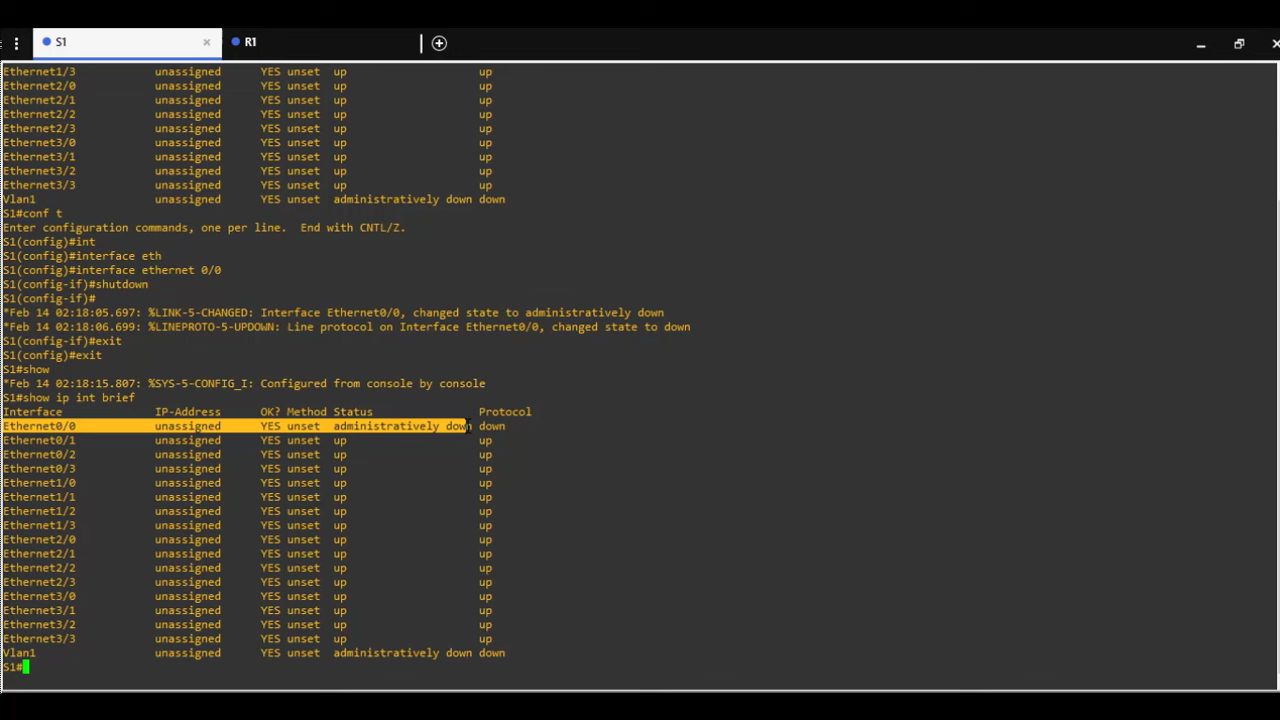 S1 ×
R1
Ethernet1/3 unassigned YES unset up up
Ethernet2/0 unassigned YES unset up up
Ethernet2/1 unassigned YES unset up up
Ethernet2/2 unassigned YES unset up up
Ethernet2/3 unassigned YES unset up up
Ethernet3/0 unassigned YES unset up up
Ethernet3/1 unassigned YES unset up up
Ethernet3/2 unassigned YES unset up up
Ethernet3/3 unassigned YES unset up up
Vlan1 unassigned YES unset administratively down down
S1#conf t
Enter configuration commands, one per line. End with CNTL/Z.
S1(config)#int
S1(config)#interface eth
S1(config)#interface ethernet 0/0
S1(config-if)#shutdown
S1(config-if)#
*Feb 14 02:18:05.697: %LINK-5-CHANGED: Interface Ethernet0/0, changed state to administratively down
*Feb 14 02:18:06.699: %LINEPROTO-5-UPDOWN: Line protocol on Interface Ethernet0/0, changed state to down
S1(config-if)#exit
S1(config)#exit
S1#show
*Feb 14 02:18:15.807: %SYS-5-CONFIG_I: Configured from console by console
S1#show ip int brief
Interface IP-Address OK? Method Status Protocol
Ethernet0/0 unassigned YES unset administratively down down
Ethernet0/1 unassigned YES unset up up
Ethernet0/2 unassigned YES unset up up
Ethernet0/3 unassigned YES unset up up
Ethernet1/0 unassigned YES unset up up
Ethernet1/1 unassigned YES unset up up
Ethernet1/2 unassigned YES unset up up
Ethernet1/3 unassigned YES unset up up
Ethernet2/0 unassigned YES unset up up
Ethernet2/1 unassigned YES unset up up
Ethernet2/2 unassigned YES unset up up
Ethernet2/3 unassigned YES unset up up
Ethernet3/0 unassigned YES unset up up
Ethernet3/1 unassigned YES unset up up
Ethernet3/2 unassigned YES unset up up
Ethernet3/3 unassigned YES unset up up
Vlan1 unassigned YES unset administratively down down
S1#